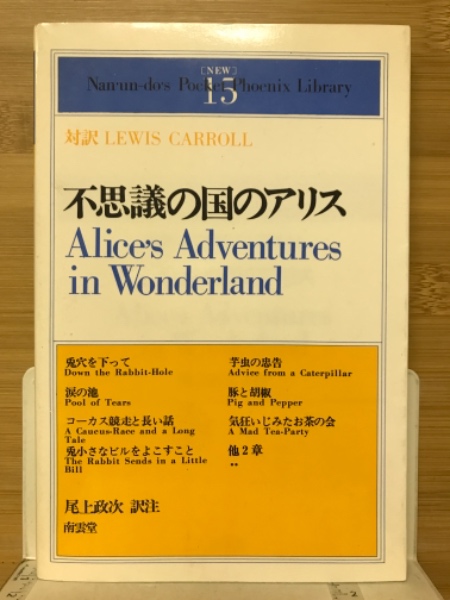 [NEW]
Nan'un-do's Pocket Phoenix Library
15
対訳 LEWIS CARROLL
不思議の国のアリス
Alice's Adventures
in Wonderland
兎穴を下って
Down the Rabbit-Hole
涙の池
Pool of Tears
コーカス競走と長い話
A Caucus-Race and a Long
Tale
兎小さなビルをよこすこと
The Rabbit Sends in a Little
Bill
芋虫の忠告
Advice from a Caterpillar
豚と胡椒
Pig and Pepper
気狂いじみたお茶の会
A Mad Tea-Party
他2章
**
尾上政次 訳注
南雲堂